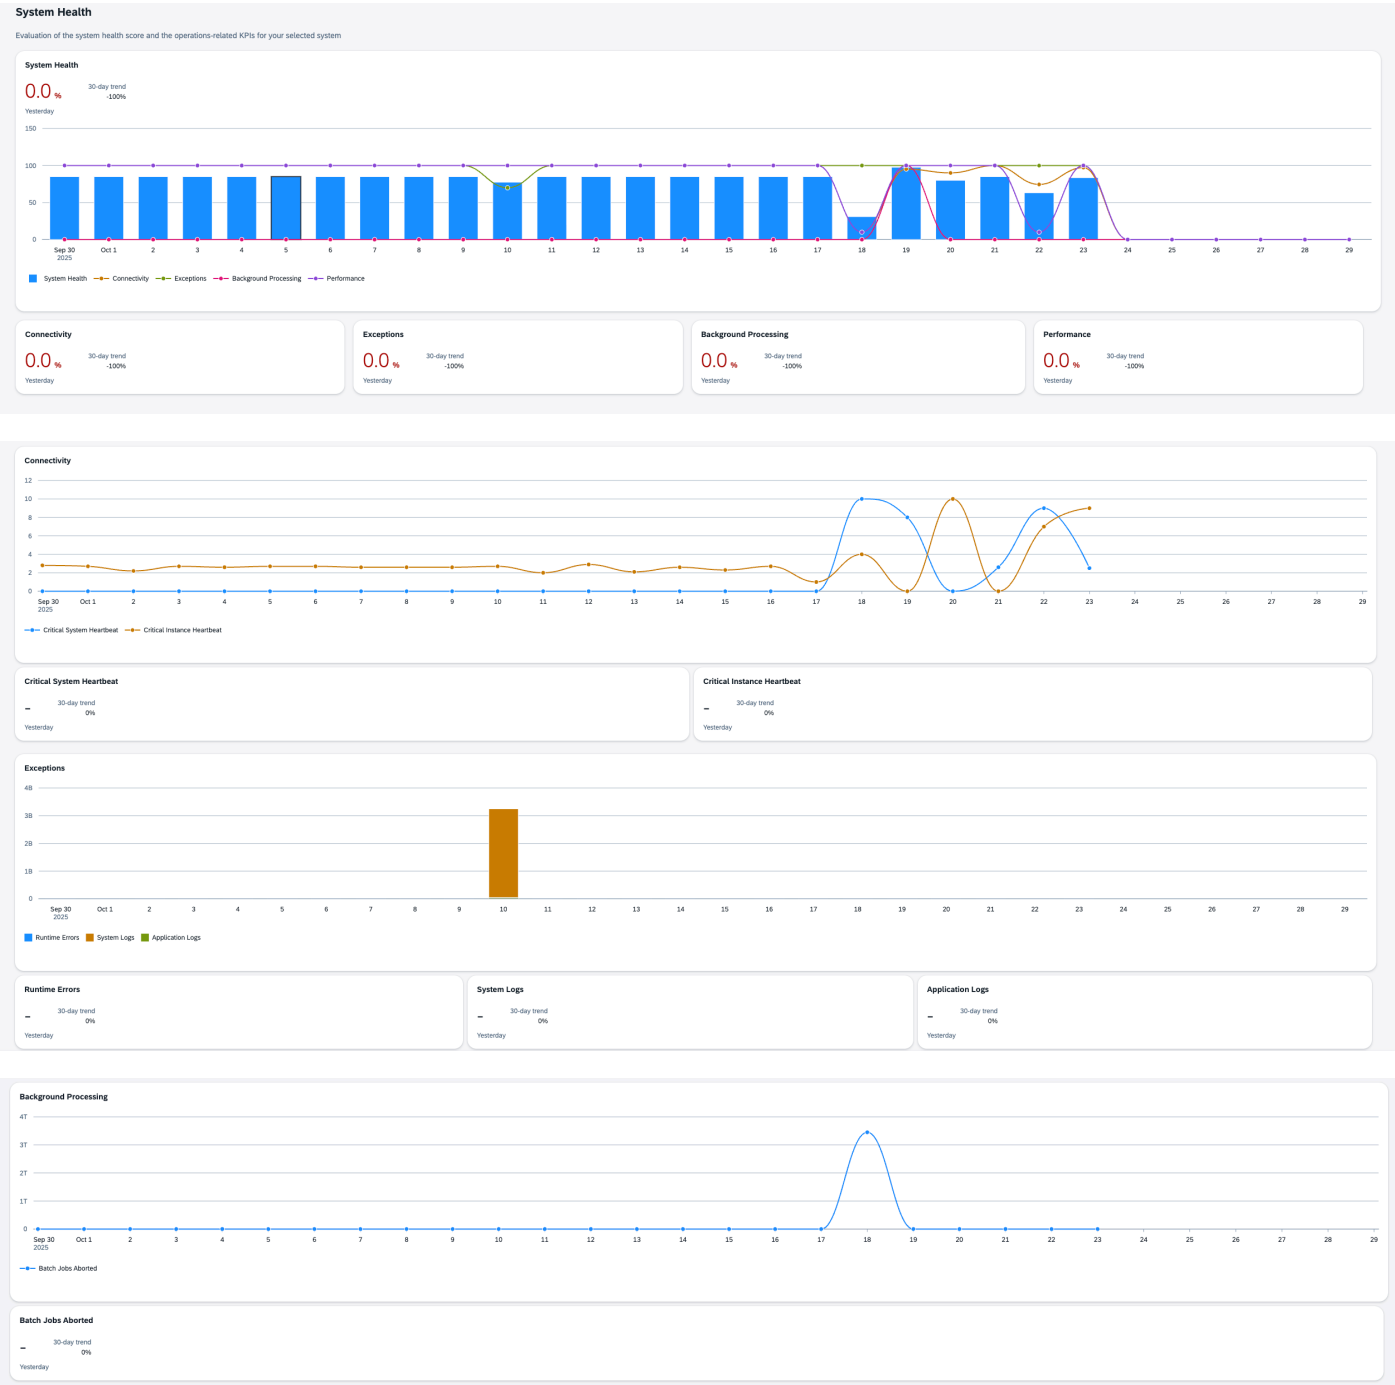 System Health
Evaluation of the system health score and the operations-related KPIs for your selected system
System Health
0.0 %
30-day trend
-100%
Yesterday
150
100
50
0
Sep 30 Oct 1 2 3 4 5 6 7 8 9 10 11 12 13 14 15 16 17 18 19 20 21 22 23 24 25 26 27 28 29
2025
System Health Connectivity Exceptions Background Processing Performance
Connectivity
0.0 %
30-day trend
-100%
Yesterday
Exceptions
0.0 %
30-day trend
-100%
Yesterday
Background Processing
0.0 %
30-day trend
-100%
Yesterday
Performance
0.0 %
30-day trend
-100%
Yesterday
Connectivity
12
10
8
6
4
2
0
Sep 30 Oct 1 2 3 4 5 6 7 8 9 10 11 12 13 14 15 16 17 18 19 20 21 22 23 24 25 26 27 28 29
2025
Critical System Heartbeat Critical Instance Heartbeat
Critical System Heartbeat
–
30-day trend
0%
Yesterday
Critical Instance Heartbeat
–
30-day trend
0%
Yesterday
Exceptions
4B
3B
2B
1B
0
Sep 30 Oct 1 2 3 4 5 6 7 8 9 10 11 12 13 14 15 16 17 18 19 20 21 22 23 24 25 26 27 28 29
2025
Runtime Errors System Logs Application Logs
Runtime Errors
–
30-day trend
0%
Yesterday
System Logs
–
30-day trend
0%
Yesterday
Application Logs
–
30-day trend
0%
Yesterday
Background Processing
4T
3T
2T
1T
0
Sep 30 Oct 1 2 3 4 5 6 7 8 9 10 11 12 13 14 15 16 17 18 19 20 21 22 23 24 25 26 27 28 29
2025
Batch Jobs Aborted
Batch Jobs Aborted
–
30-day trend
0%
Yesterday